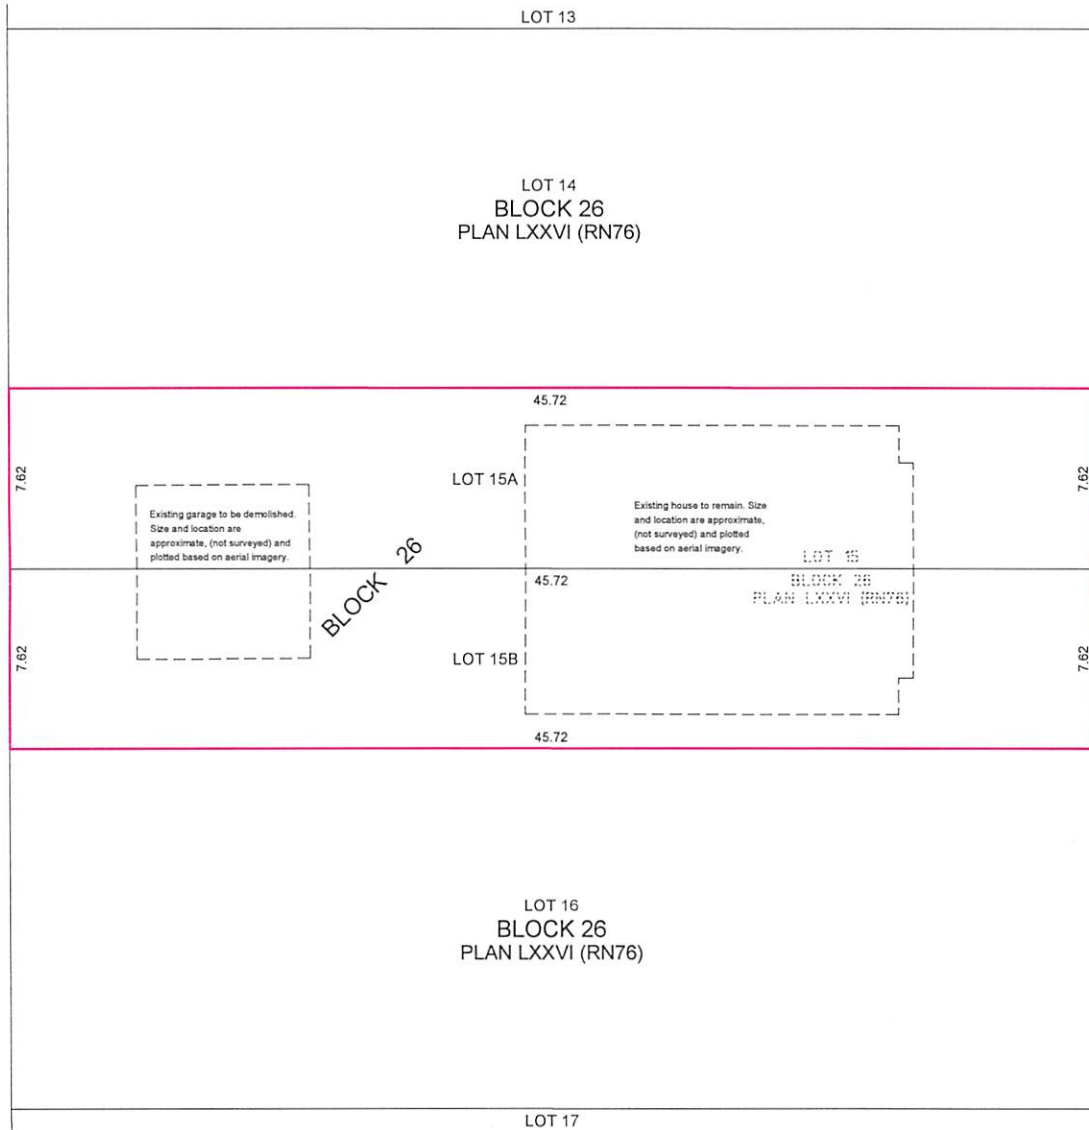 LOT 13
LOT 14
BLOCK 26
PLAN LXXVI (RN76)
45.72
7.62
LOT 15A
7.62
Existing garage to be demolished.
Size and location are
approximate, (not surveyed) and
plotted based on aerial imagery.
Existing house to remain. Size
and location are approximate,
(not surveyed) and plotted
based on aerial imagery.
BLOCK 26
LOT 15
BLOCK 26
PLAN LXXVI (RN76)
45.72
7.62
LOT 15B
7.62
45.72
LOT 16
BLOCK 26
PLAN LXXVI (RN76)
LOT 17